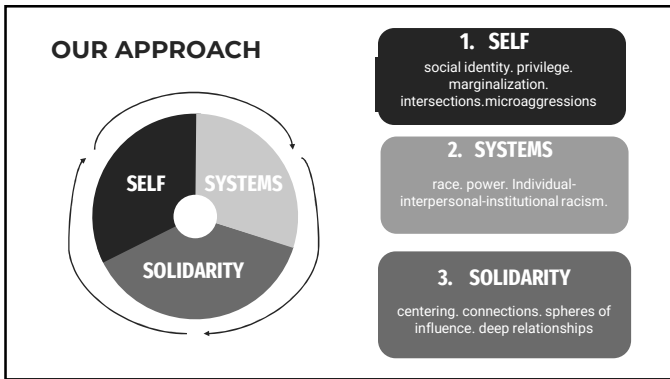 OUR APPROACH
SELF
SYSTEMS
SOLIDARITY
1. SELF
social identity. privilege.
marginalization.
intersections.microaggressions
2. SYSTEMS
race. power. Individual-
interpersonal-institutional racism.
3. SOLIDARITY
centering. connections. spheres of
influence. deep relationships